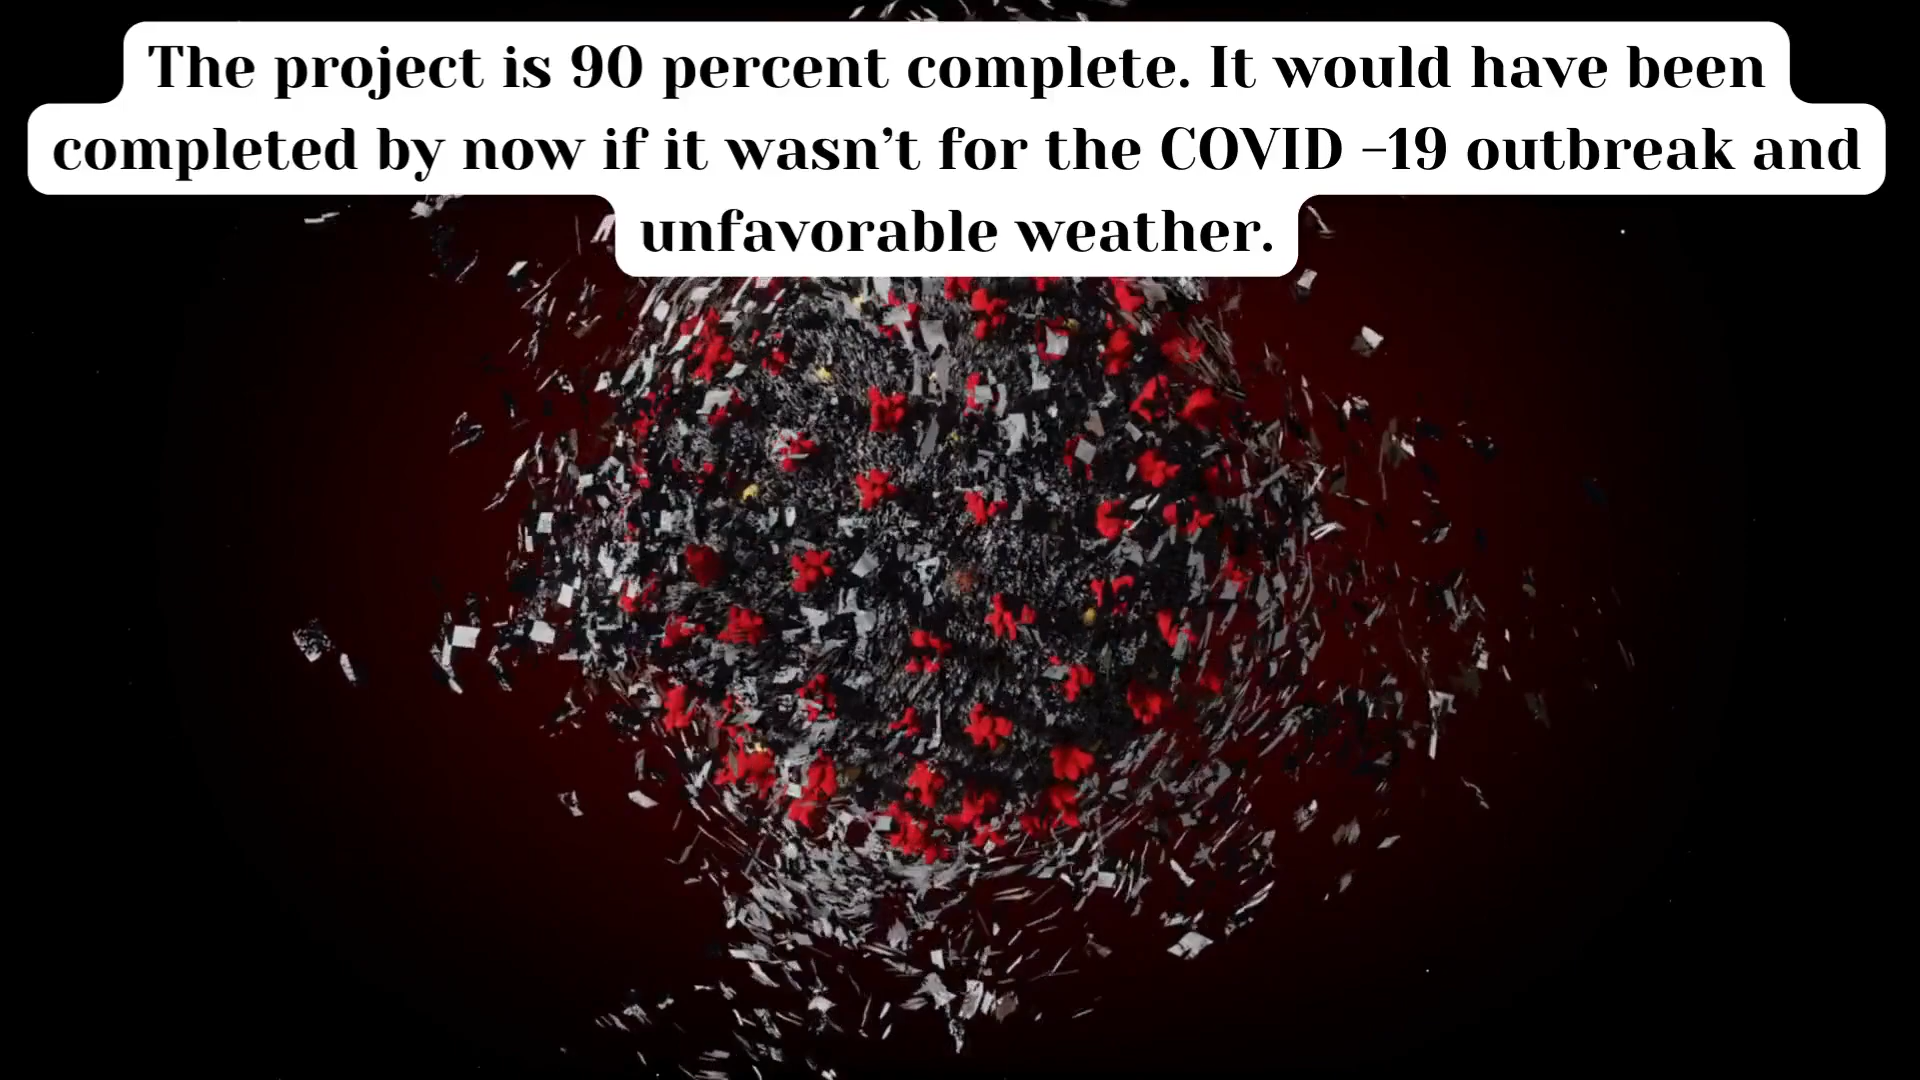 The project is 90 percent complete. It would have been
completed by now if it wasn’t for the COVID -19 outbreak and
unfavorable weather.